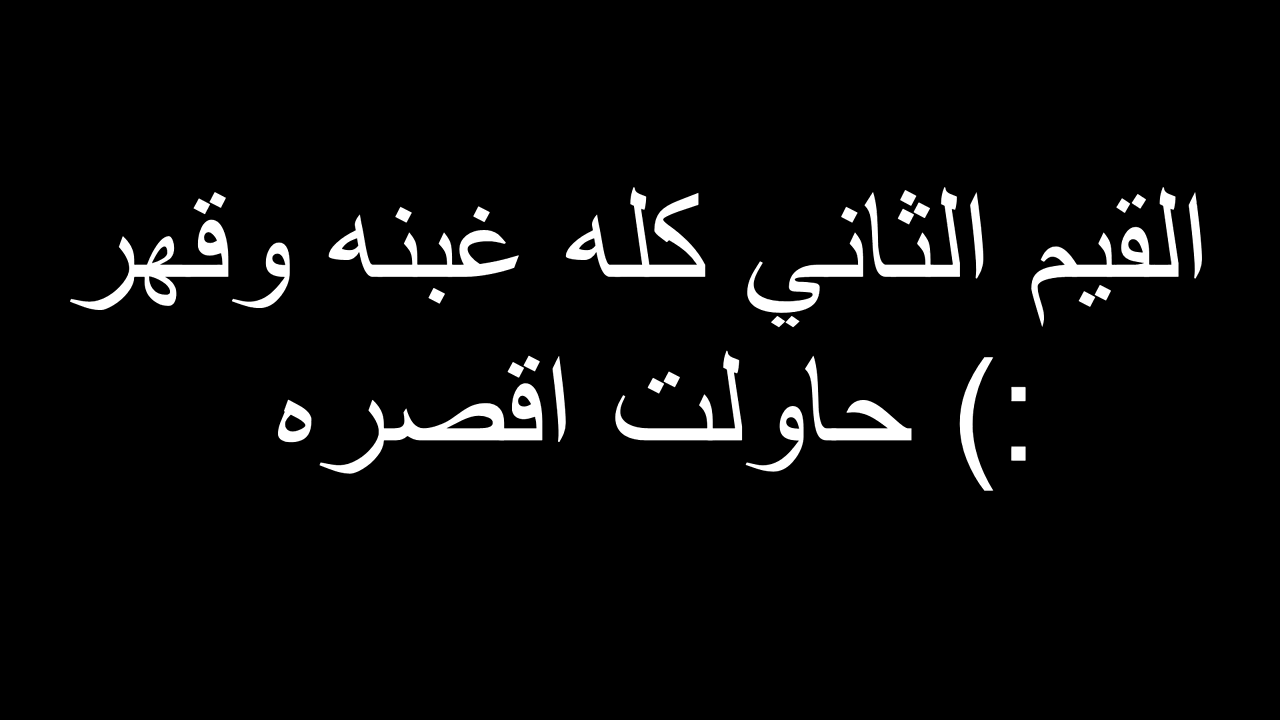 القيم الثاني كله غبنه وقهر
:) حاولت اقصره